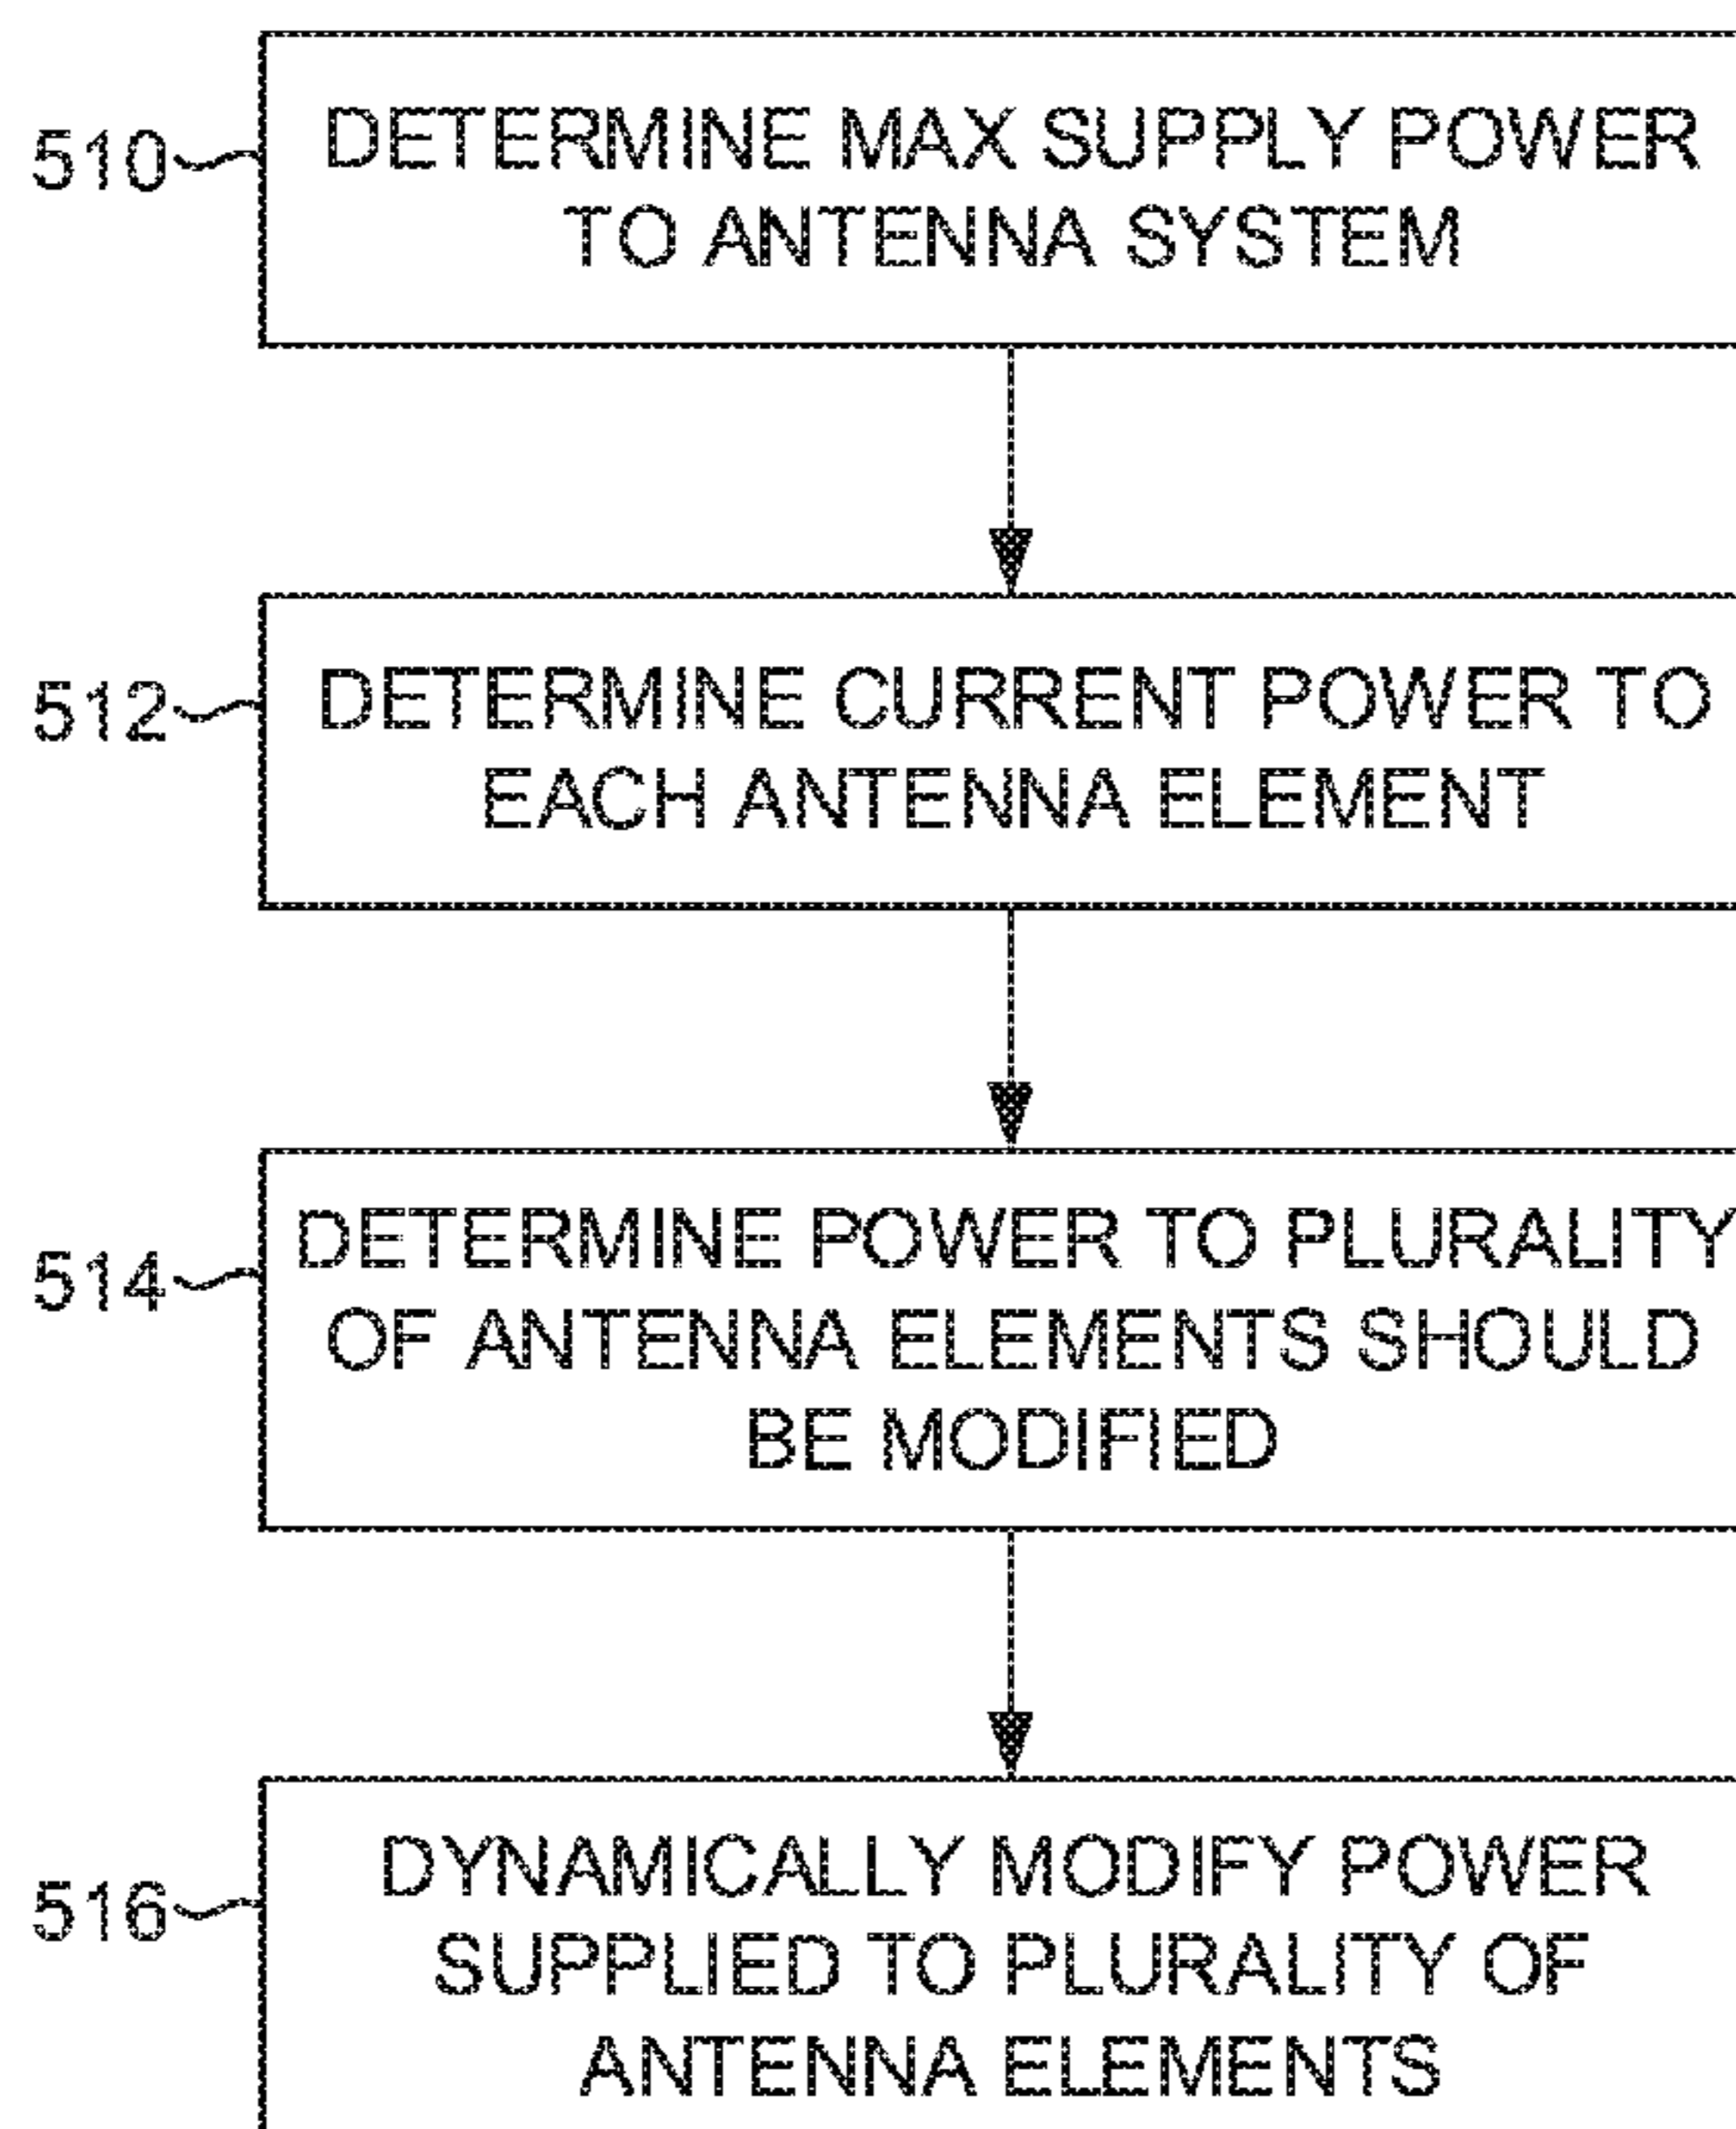 510
DETERMINE MAX SUPPLY POWER
TO ANTENNA SYSTEM
512
DETERMINE CURRENT POWER TO
EACH ANTENNA ELEMENT
514
DETERMINE POWER TO PLURALITY
OF ANTENNA ELEMENTS SHOULD
BE MODIFIED
516
DYNAMICALLY MODIFY POWER
SUPPLIED TO PLURALITY OF
ANTENNA ELEMENTS